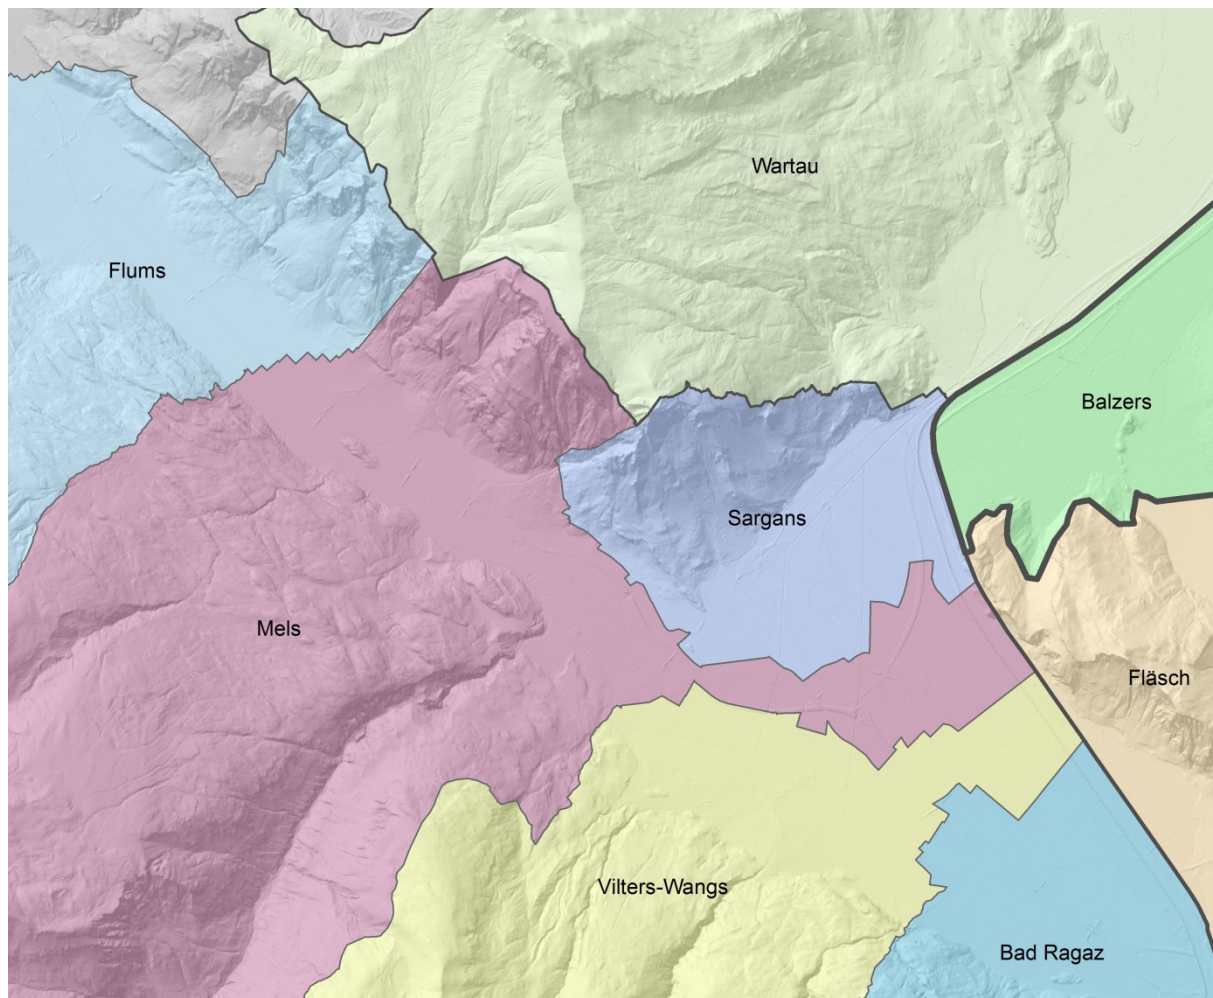 Wartau
Flums
Balzers
Sargans
Mels
Fläsch
Vilters-Wangs
Bad Ragaz